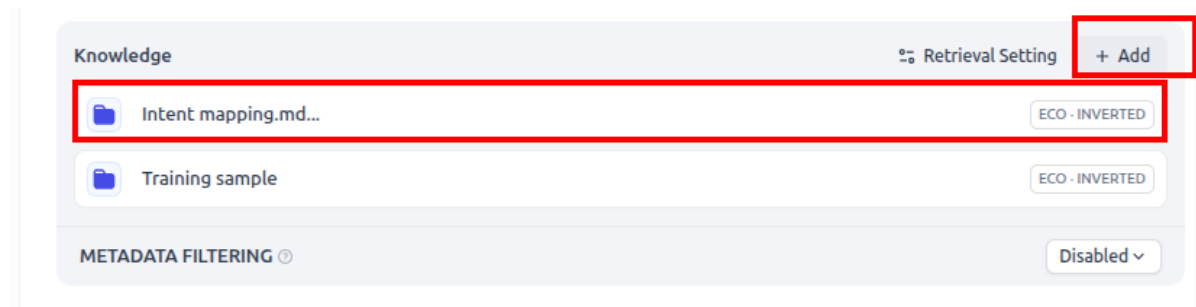 Knowledge Retrieval Setting + Add
Intent mapping.md... ECO - INVERTED
Training sample ECO - INVERTED
METADATA FILTERING Disabled